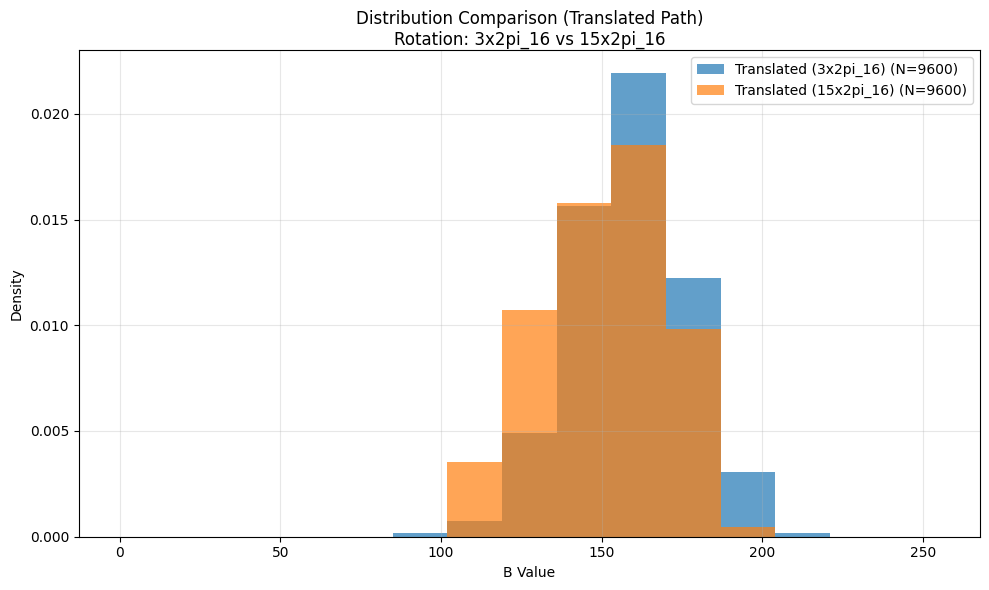 Distribution Comparison (Translated Path)
Rotation: 3x2pi_16 vs 15x2pi_16
Translated (3x2pi_16) (N=9600)
Translated (15x2pi_16) (N=9600)
Density
0.020
0.015
0.010
0.005
0.000
0 50 100 150 200 250
B Value